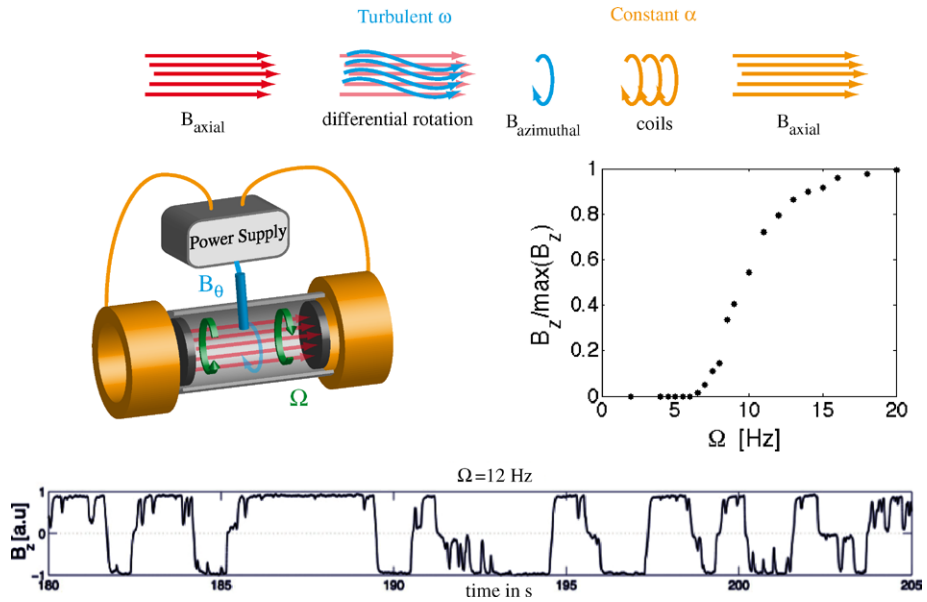 Turbulent ω
Constant α
B_axial
differential rotation
B_azimuthal
coils
B_axial
Power Supply
B_θ
Ω
B_z/max(B_z)
1
0.8
0.6
0.4
0.2
0
0 5 10 15 20
Ω [Hz]
Ω=12 Hz
B_z [a.u]
1
0
-1
180 185 190 195 200 205
time in s